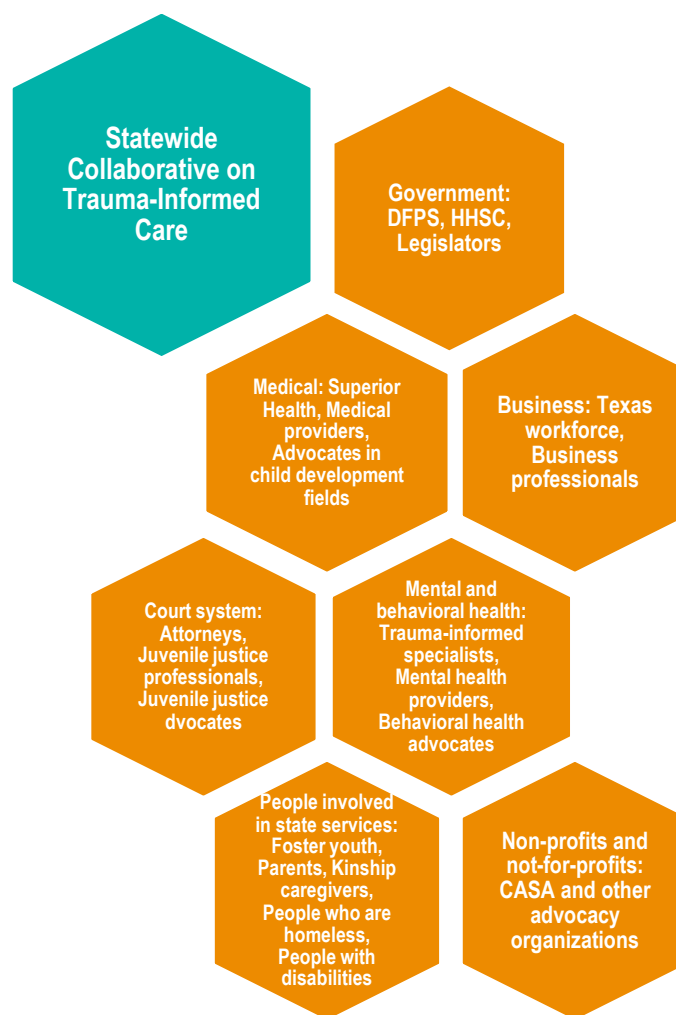 Statewide
Collaborative on
Trauma-Informed
Care
Government:
DFPS, HHSC,
Legislators
Medical: Superior
Health, Medical
providers,
Advocates in
child development
fields
Business: Texas
workforce,
Business
professionals
Court system:
Attorneys,
Juvenile justice
professionals,
Juvenile justice
dvocates
Mental and
behavioral health:
Trauma-informed
specialists,
Mental health
providers,
Behavioral health
advocates
People involved
in state services:
Foster youth,
Parents, Kinship
caregivers,
People who are
homeless,
People with
disabilities
Non-profits and
not-for-profits:
CASA and other
advocacy
organizations